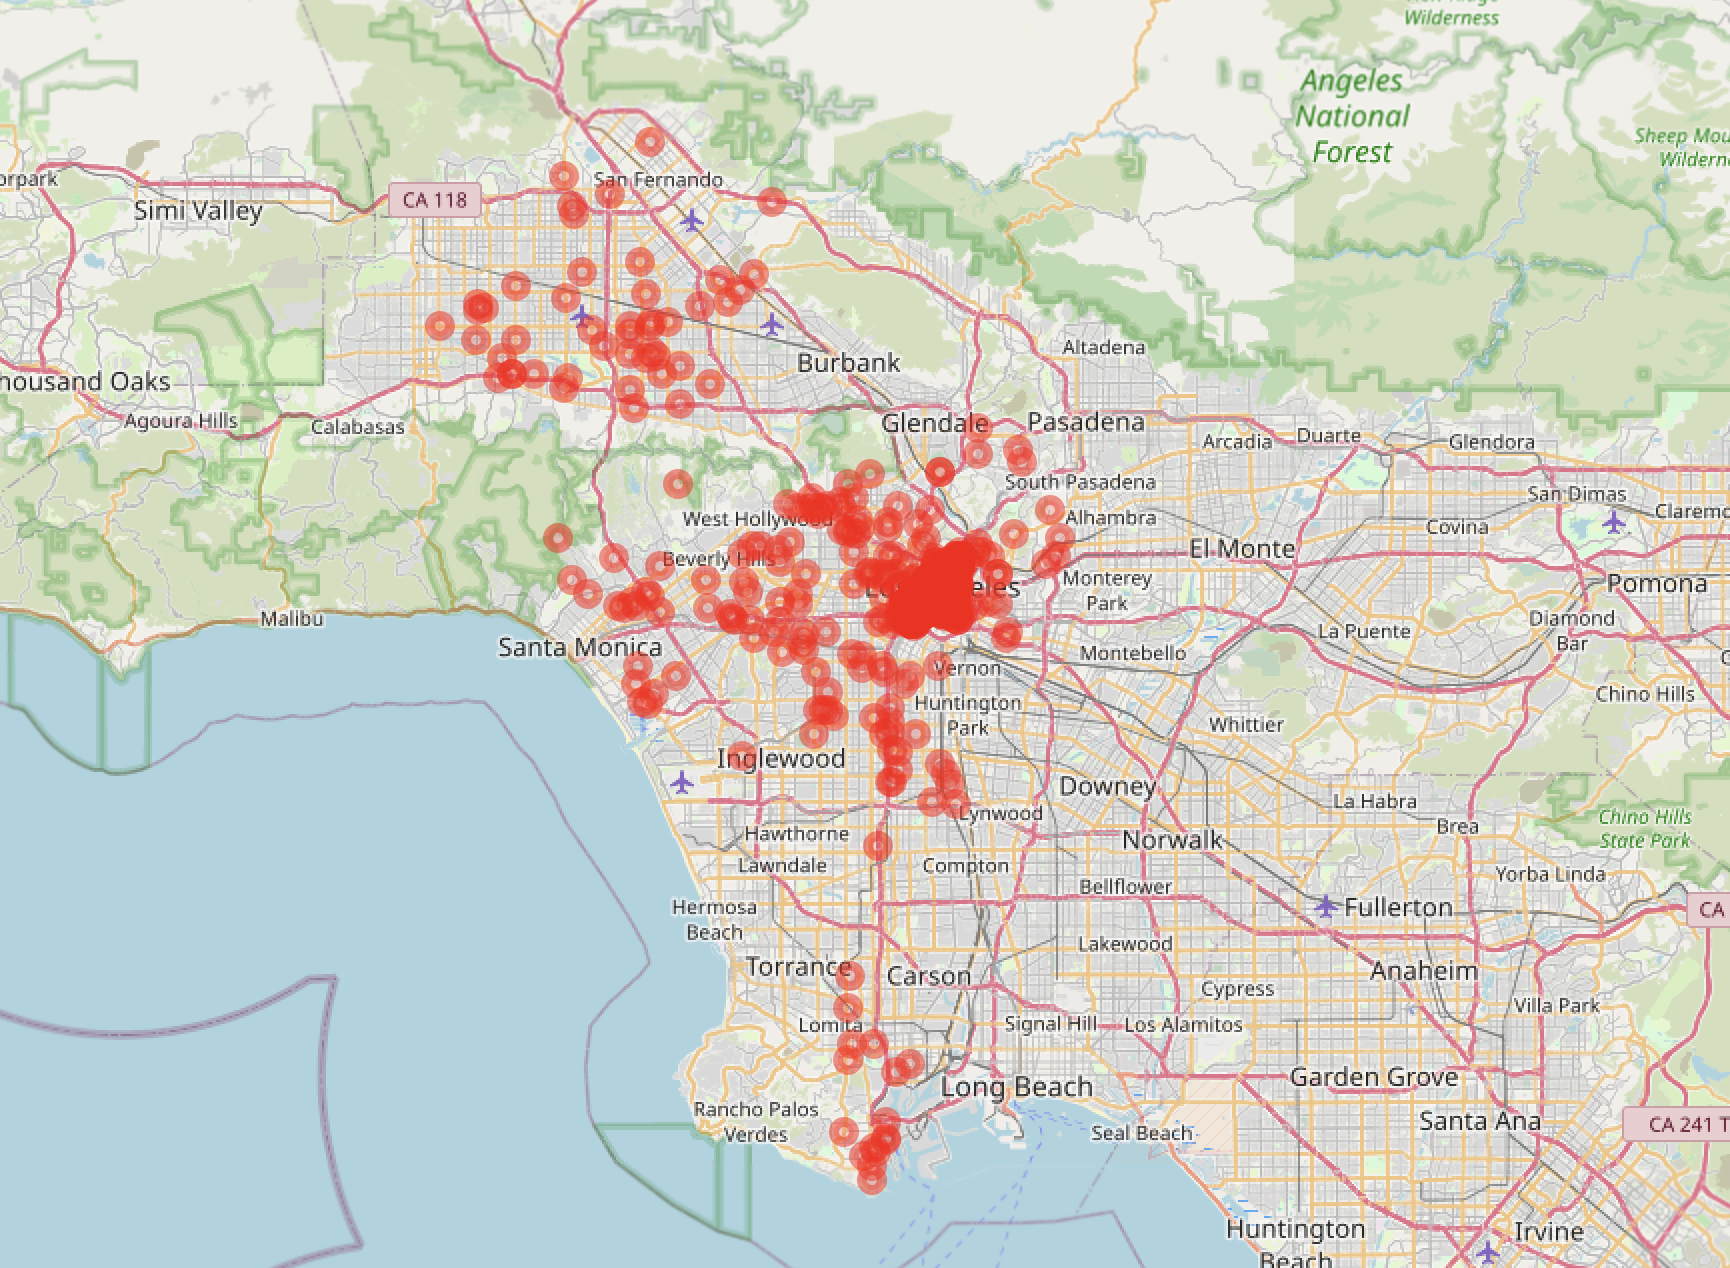 Wilderness
Angeles
National
Forest
Sheep Mou
Wildern
orpark
San Fernando
CA 118
Simi Valley
Altadena
Burbank
housand Oaks
Agoura Hills
Calabasas
Glendale
Pasadena
Arcadia
Duarte
Glendora
South Pasadena
San Dimas
Claremo
West Hollywood
Alhambra
Covina
El Monte
Beverly Hills
Monterey
Park
Pomona
eles
Malibu
Diamond
Bar
La Puente
Santa Monica
Montebello
Vernon
Chino Hills
Huntington
Park
Whittier
Inglewood
Downey
La Habra
Lynwood
Chino Hills
State Park
Brea
Hawthorne
Norwalk
Lawndale
Compton
Yorba Linda
Bellflower
Hermosa
Beach
Fullerton
CA
Lakewood
Torrance
Carson
Anaheim
Cypress
Villa Park
Lomita
Signal Hill
Los Alamitos
Long Beach
Garden Grove
Rancho Palos
Verdes
Seal Beach
Santa Ana
CA 241 T
Huntington
Beach
Irvine